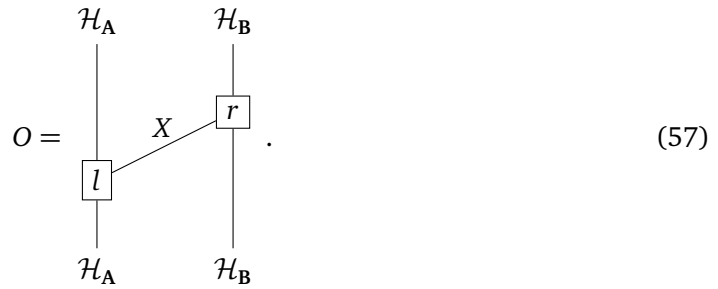 𝓗_𝐀 𝓗_𝐁
r
X
O = . (57)
l
𝓗_𝐀 𝓗_𝐁